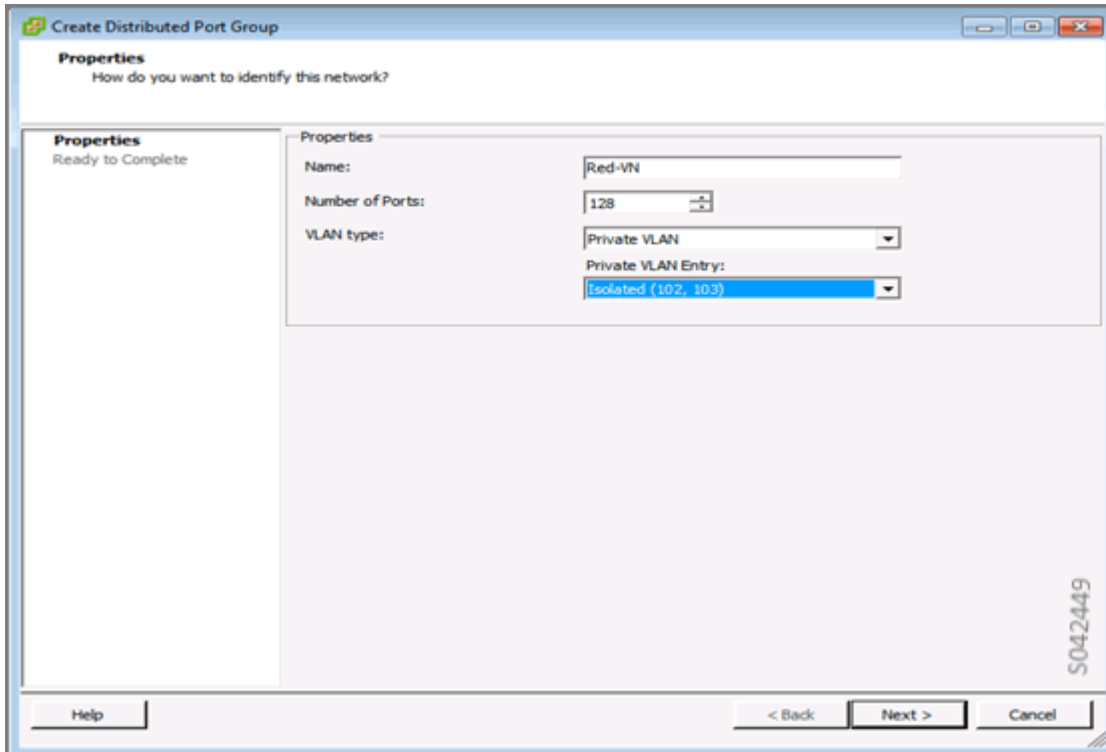 Create Distributed Port Group
Properties
How do you want to identify this network?
Properties
Ready to Complete
Properties
Name:
Red-VN
Number of Ports:
128
VLAN type:
Private VLAN
Private VLAN Entry:
Isolated (102, 103)
S042449
Help
< Back
Next >
Cancel